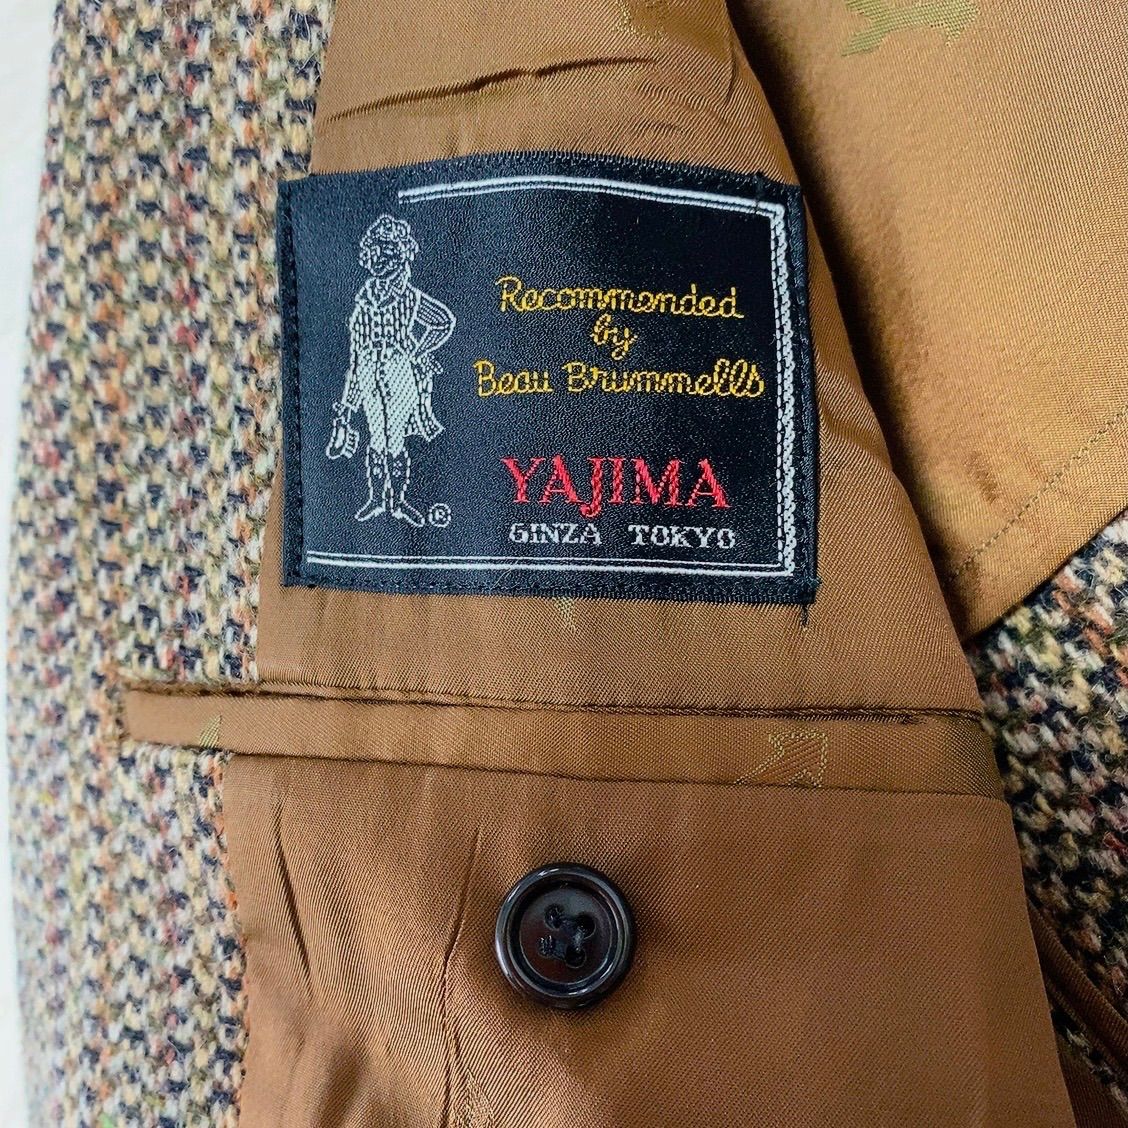 Recommended
by
Beau Brummells
YAJIMA
GINZA TOKYO
®